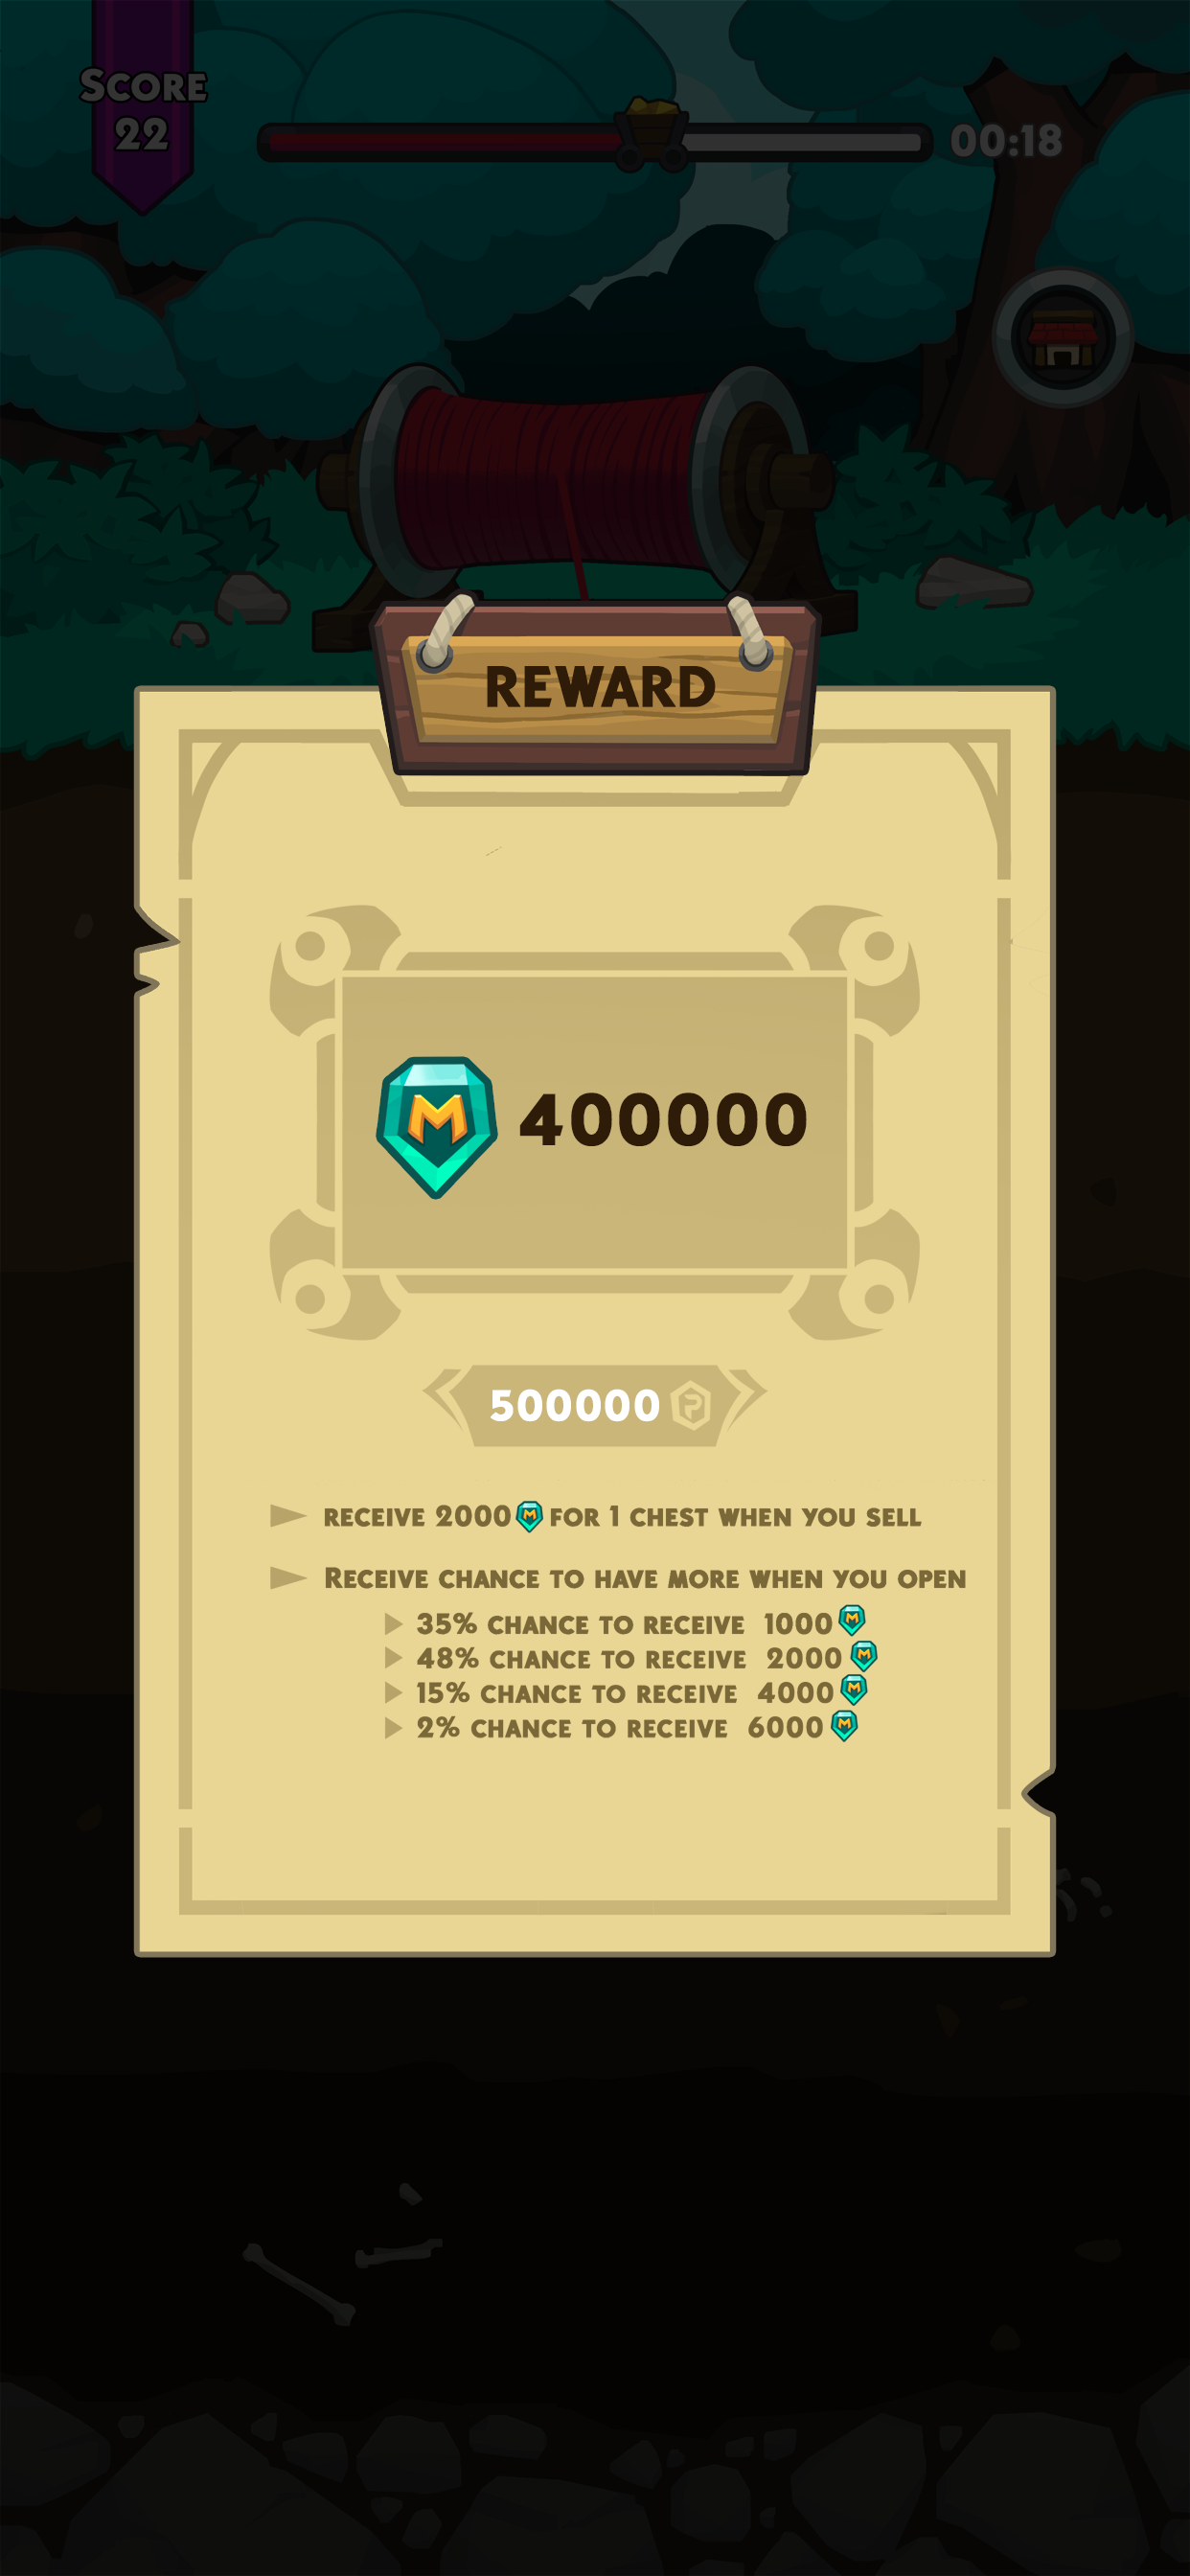 SCORE
22
00:18
REWARD
M 400000
500000 P
RECEIVE 2000 M FOR 1 CHEST WHEN YOU SELL
RECEIVE CHANCE TO HAVE MORE WHEN YOU OPEN
35% CHANCE TO RECEIVE 1000 M
48% CHANCE TO RECEIVE 2000 M
15% CHANCE TO RECEIVE 4000 M
2% CHANCE TO RECEIVE 6000 M